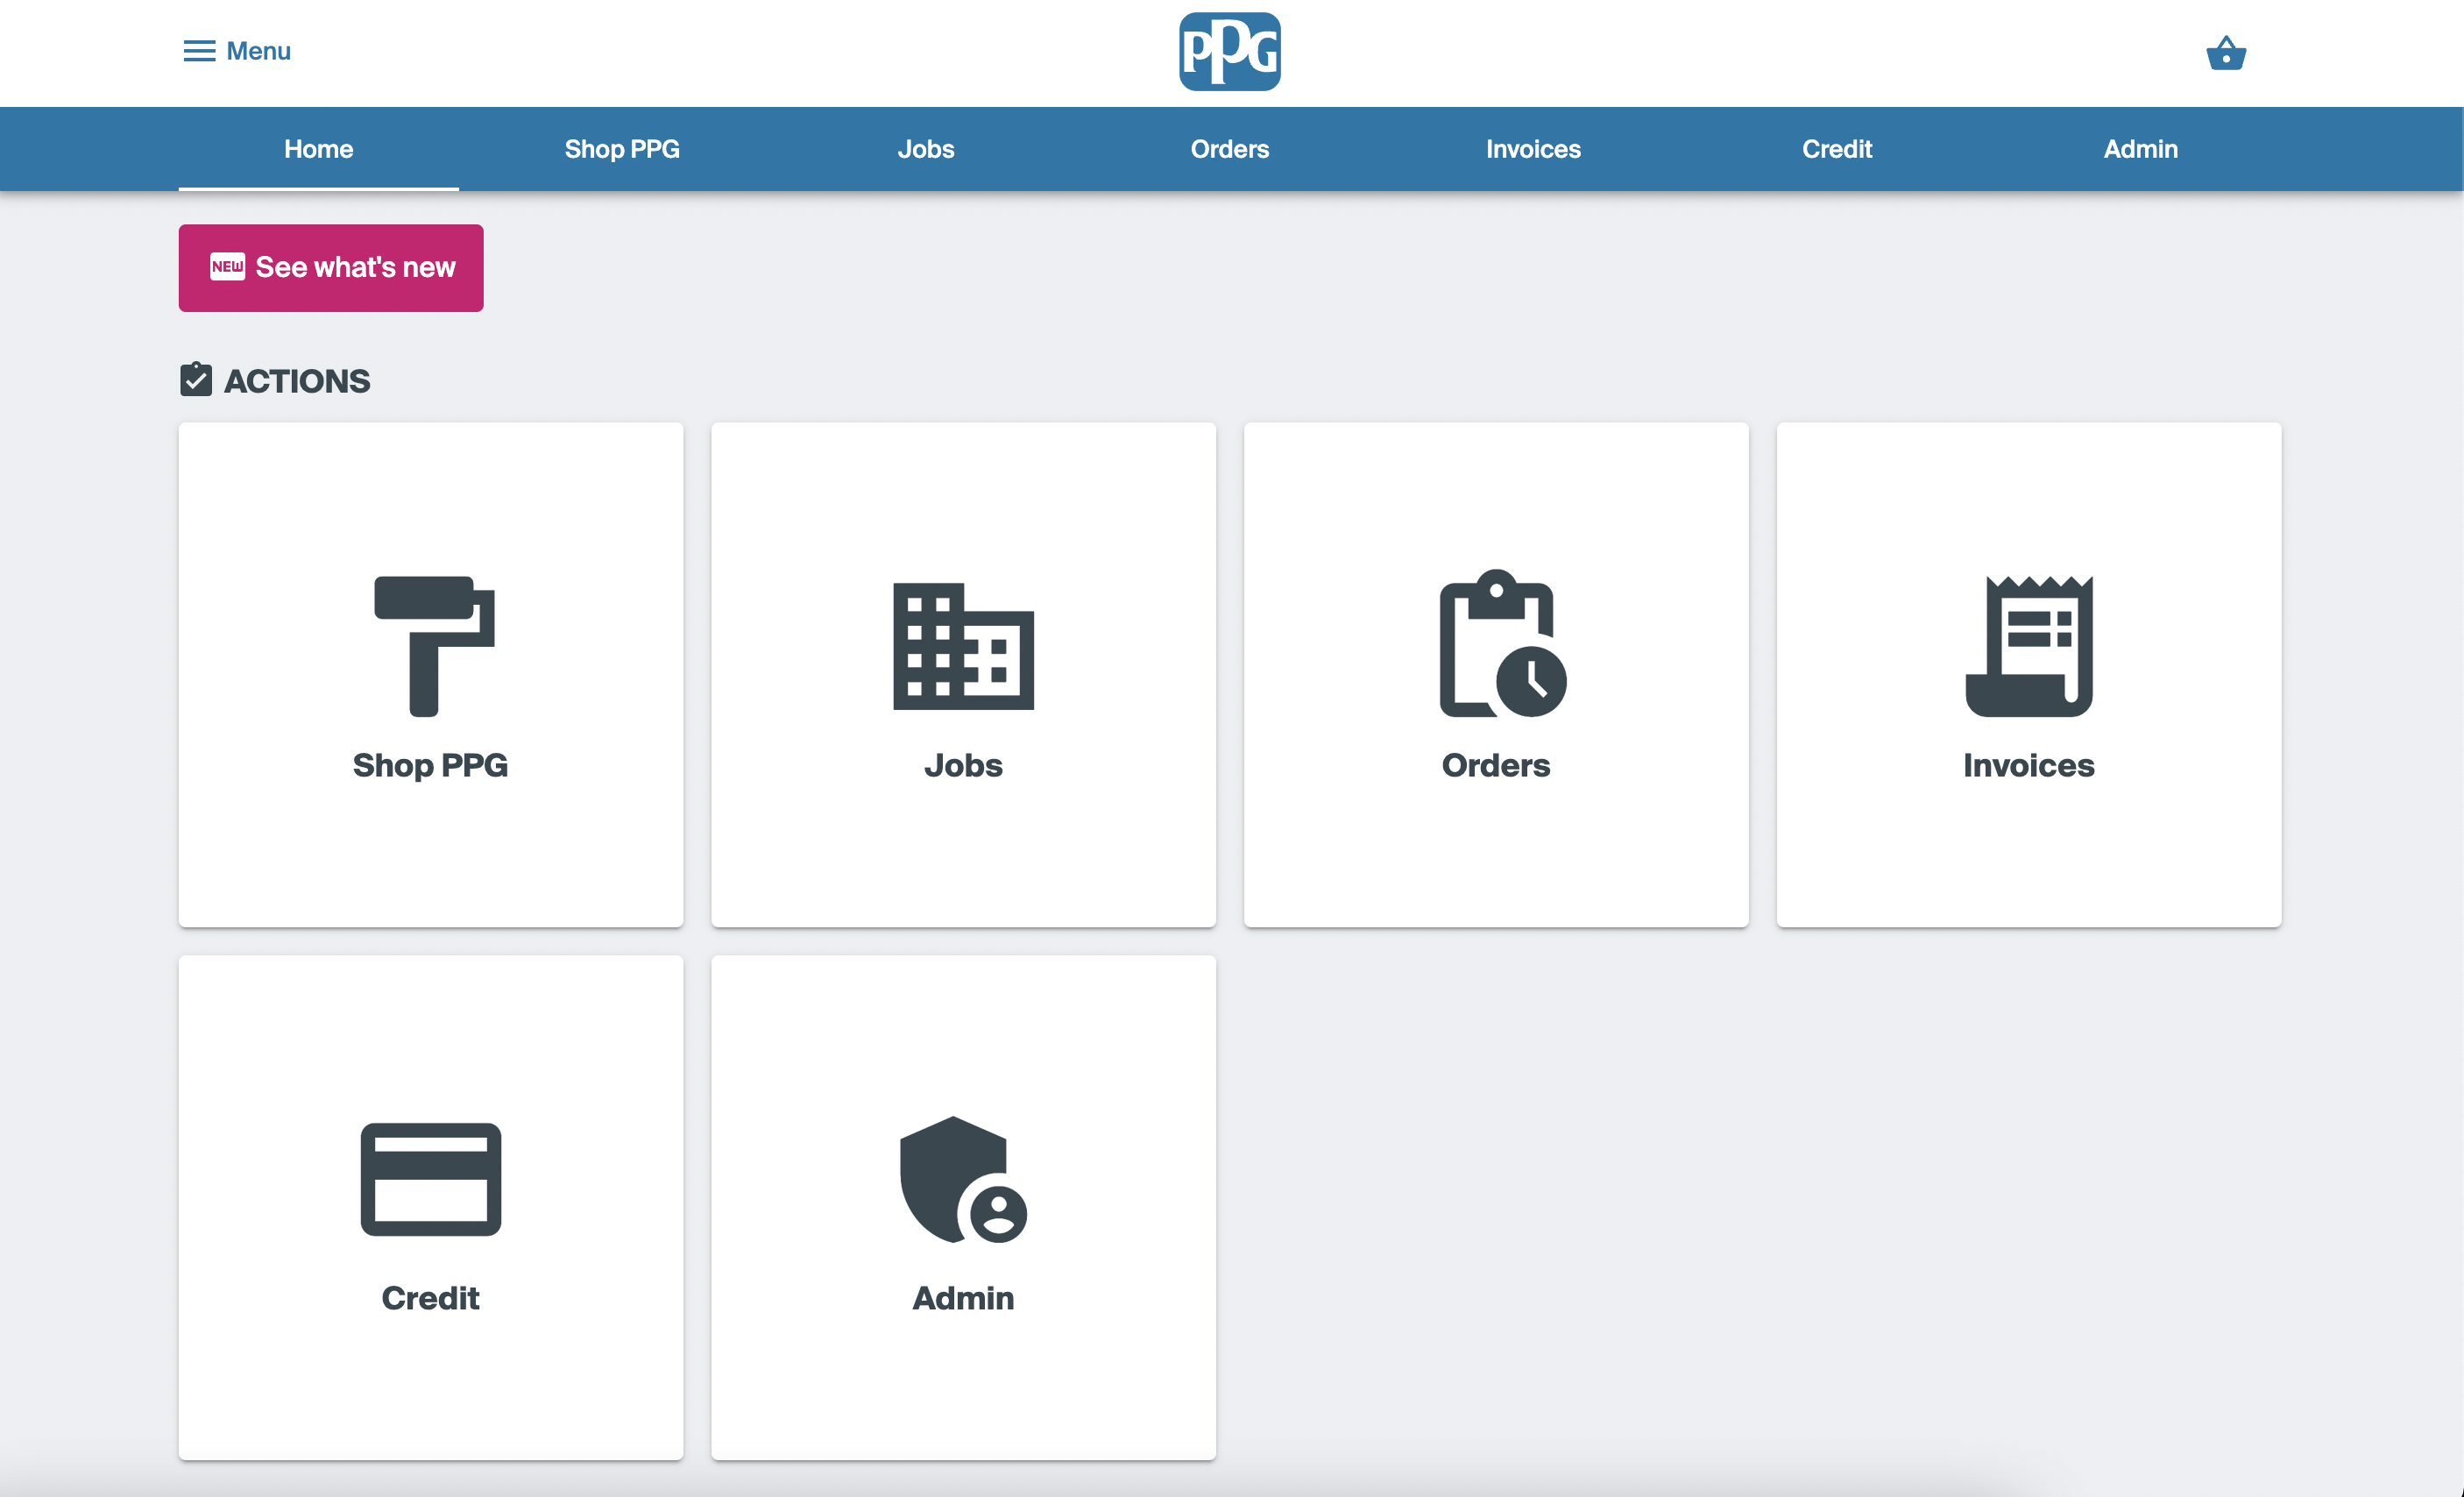 Menu
PPG
Home
Shop PPG
Jobs
Orders
Invoices
Credit
Admin
NEW See what's new
ACTIONS
Shop PPG
Jobs
Orders
Invoices
Credit
Admin